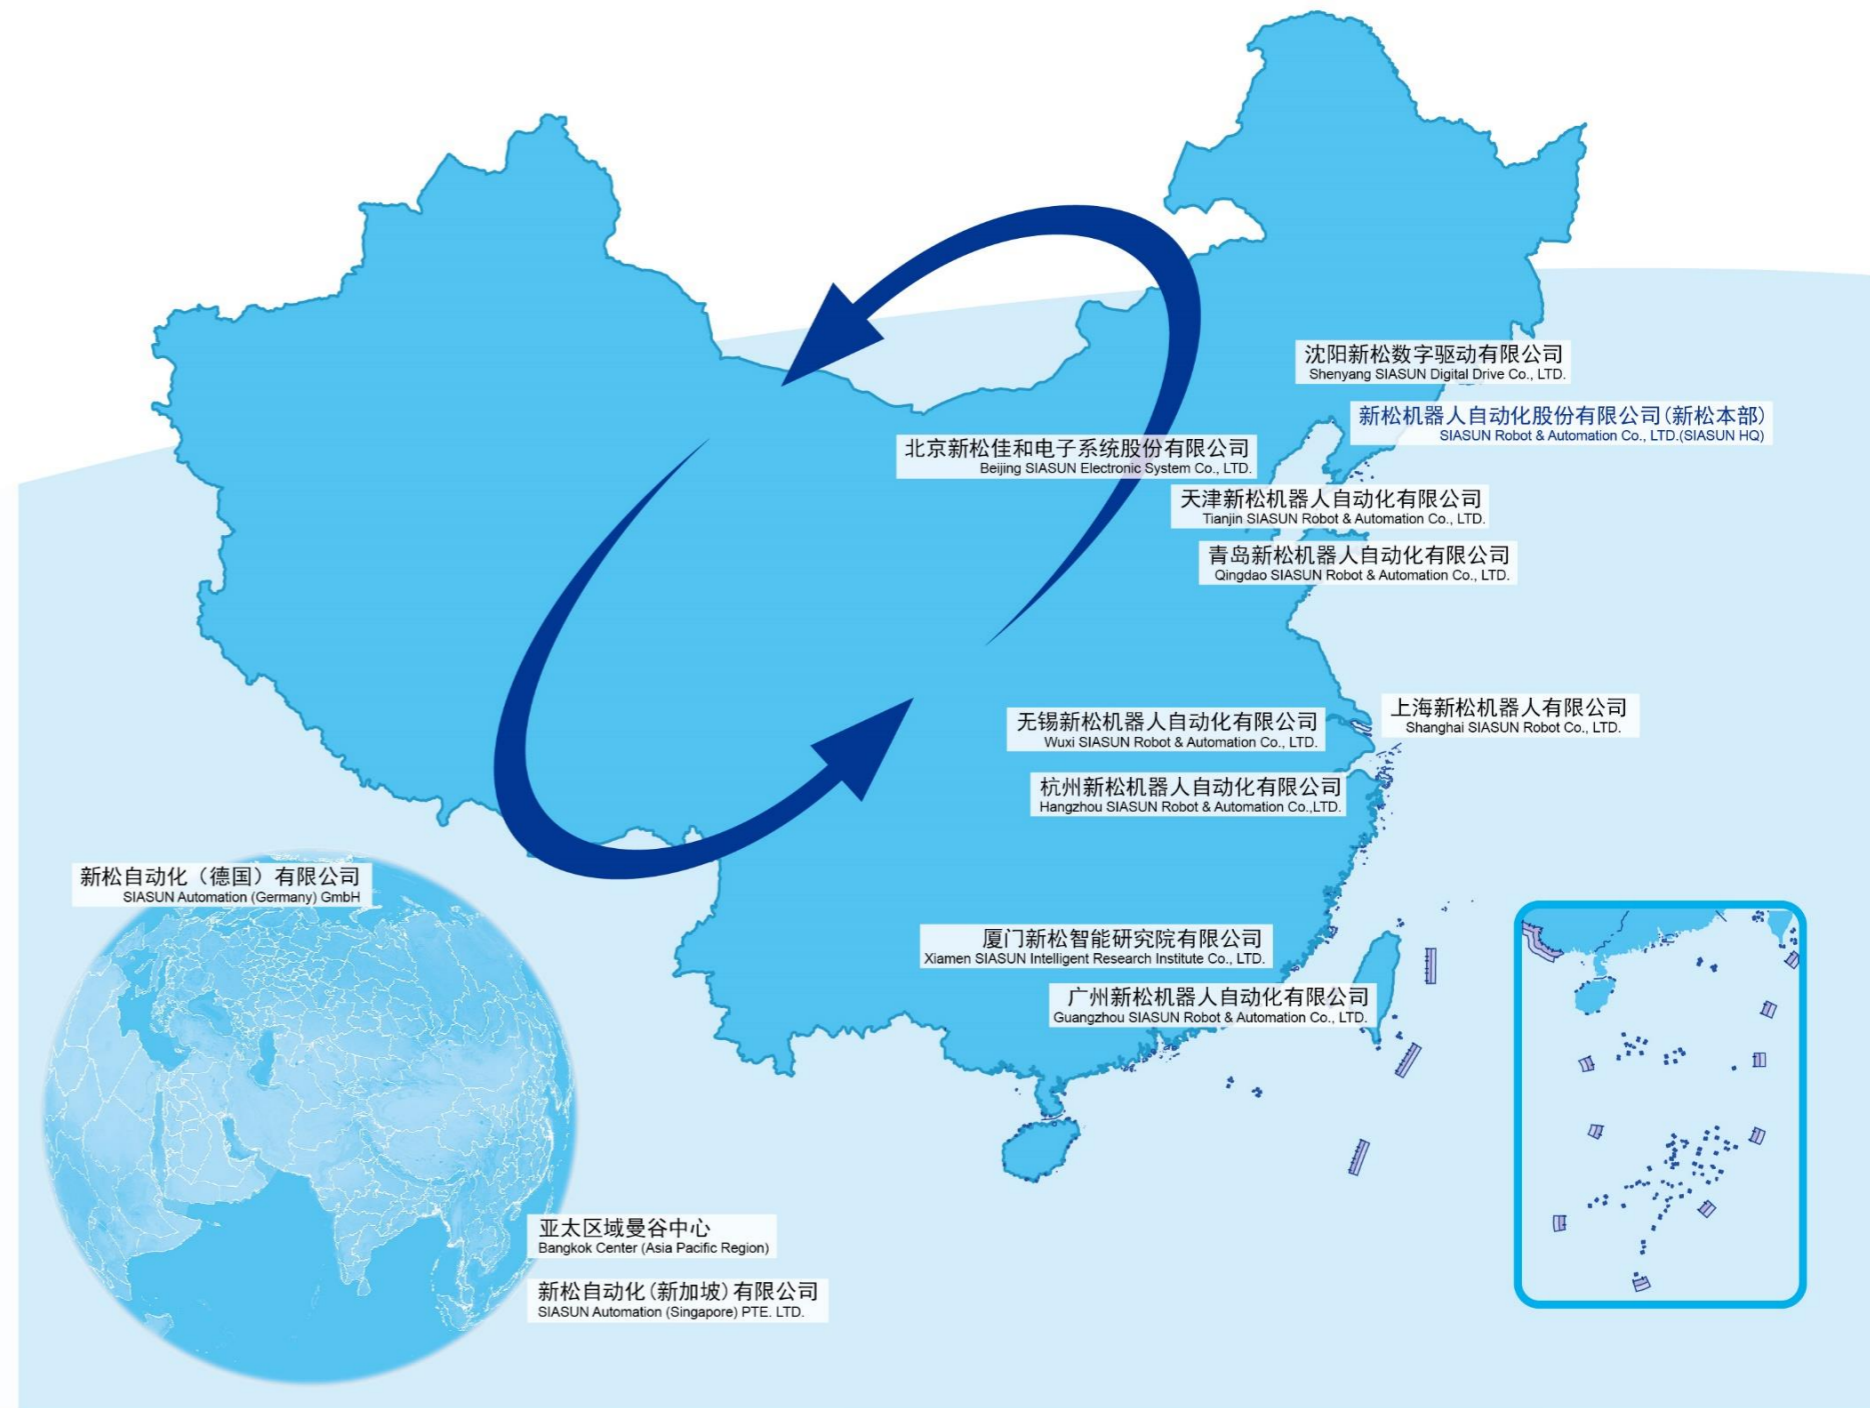 沈阳新松数字驱动有限公司
Shenyang SIASUN Digital Drive Co., LTD.
新松机器人自动化股份有限公司(新松本部)
SIASUN Robot & Automation Co., LTD.(SIASUN HQ)
北京新松佳和电子系统股份有限公司
Beijing SIASUN Electronic System Co., LTD.
天津新松机器人自动化有限公司
Tianjin SIASUN Robot & Automation Co., LTD.
青岛新松机器人自动化有限公司
Qingdao SIASUN Robot & Automation Co., LTD.
上海新松机器人有限公司
Shanghai SIASUN Robot Co., LTD.
无锡新松机器人自动化有限公司
Wuxi SIASUN Robot & Automation Co., LTD.
杭州新松机器人自动化有限公司
Hangzhou SIASUN Robot & Automation Co.,LTD.
新松自动化（德国）有限公司
SIASUN Automation (Germany) GmbH
厦门新松智能研究院有限公司
Xiamen SIASUN Intelligent Research Institute Co., LTD.
广州新松机器人自动化有限公司
Guangzhou SIASUN Robot & Automation Co., LTD.
亚太区域曼谷中心
Bangkok Center (Asia Pacific Region)
新松自动化(新加坡)有限公司
SIASUN Automation (Singapore) PTE. LTD.